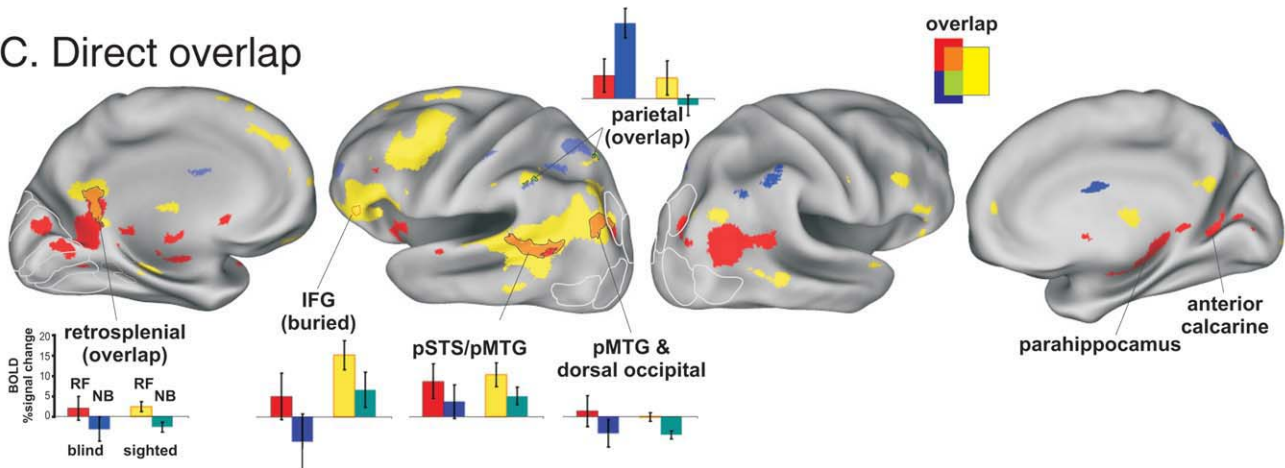 C. Direct overlap
overlap
parietal
(overlap)
IFG
(buried)
retrosplenial
(overlap)
pSTS/pMTG
pMTG &
dorsal occipital
anterior
calcarine
parahippocamus
BOLD
%signal change
20
15
10
5
0
RF
NB
RF
NB
blind
sighted